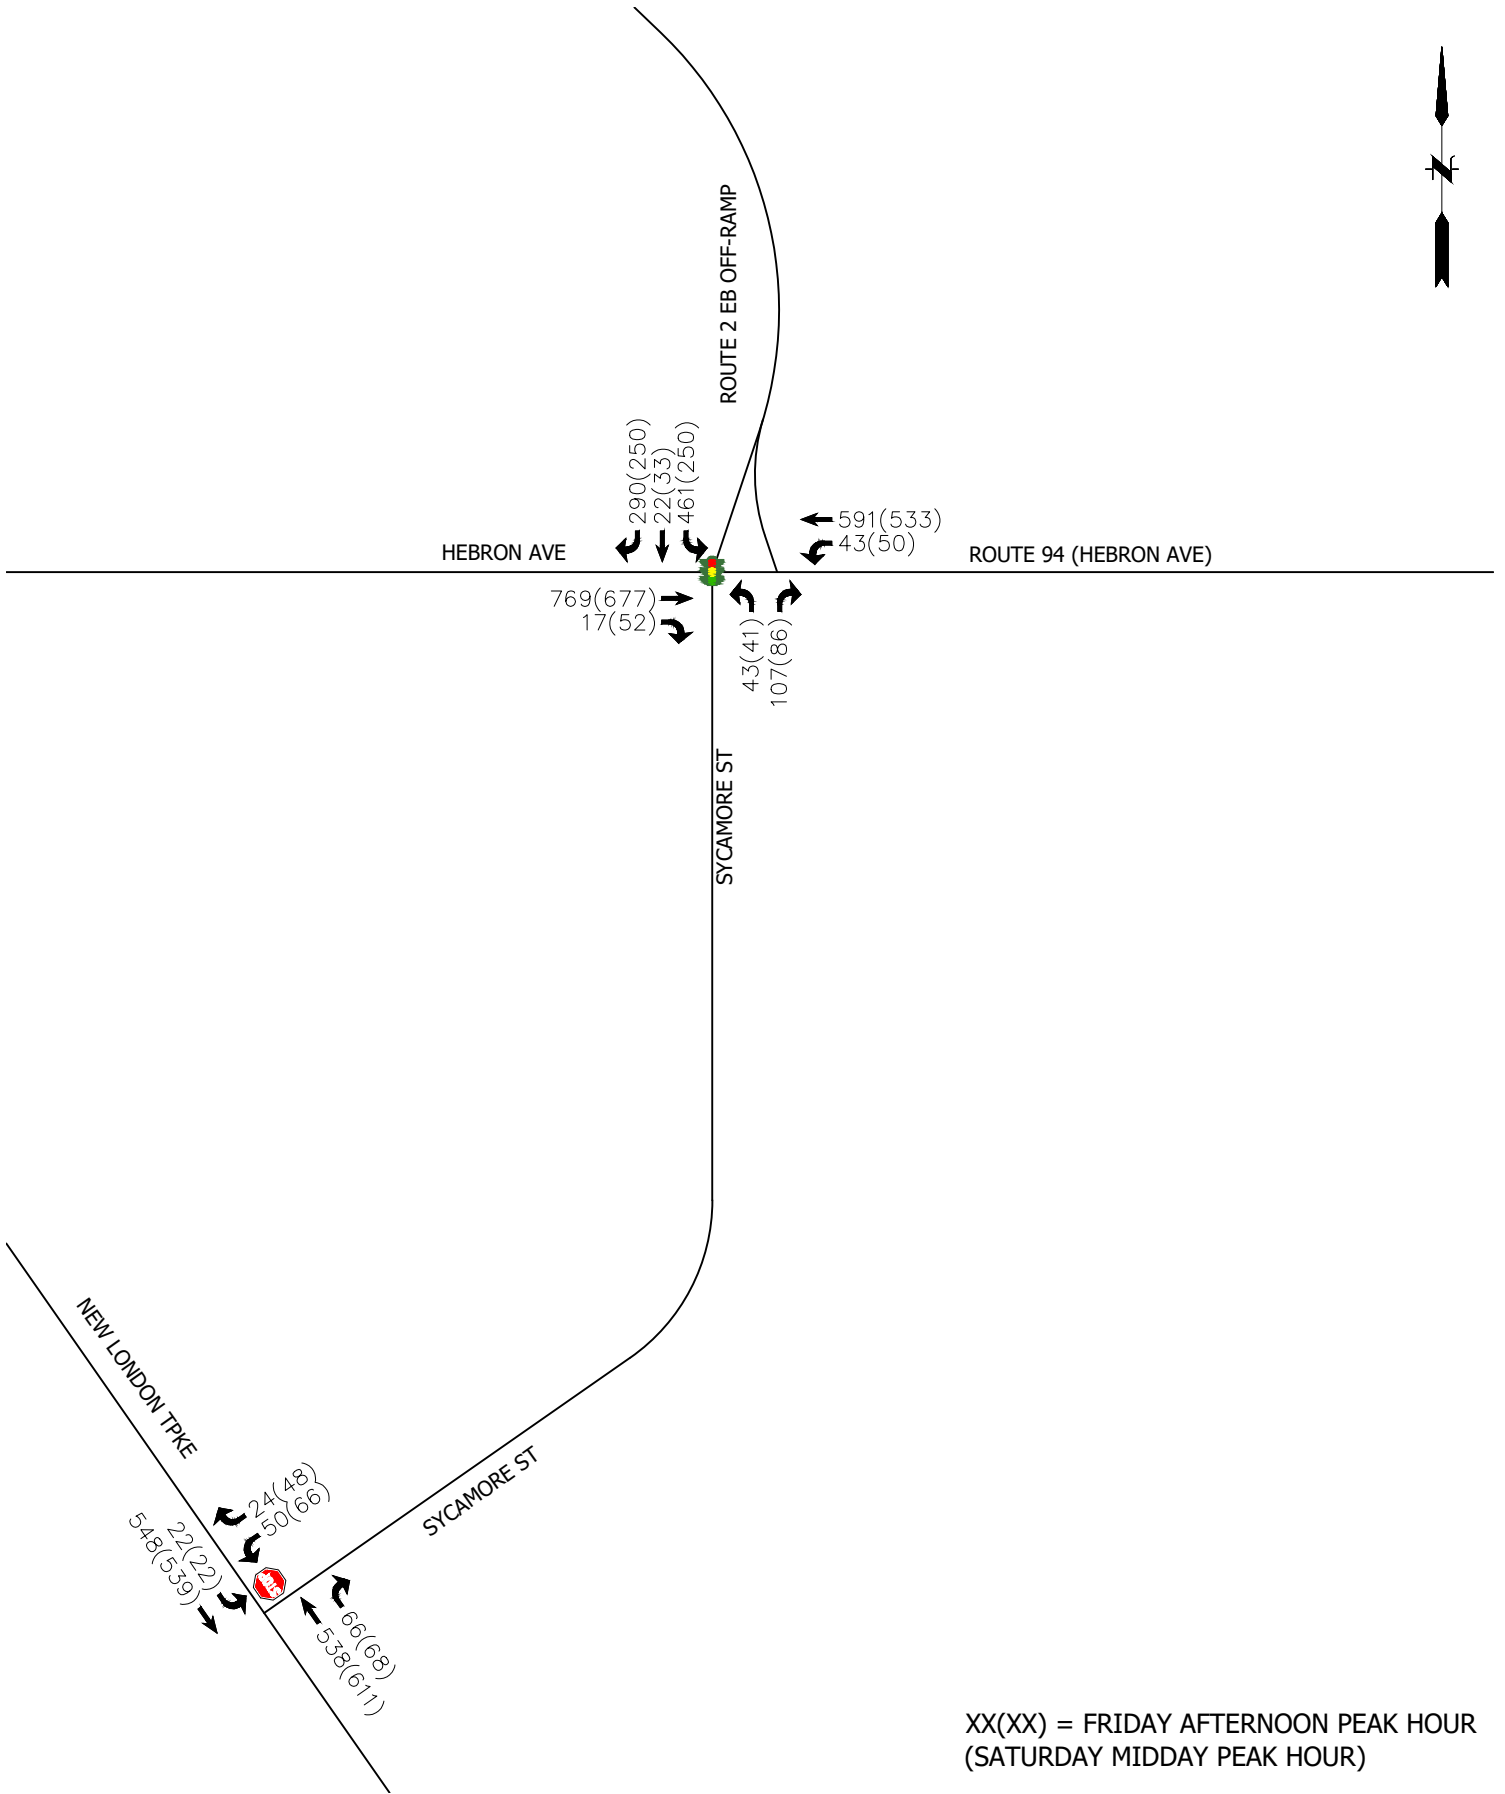 N
ROUTE 2 EB OFF-RAMP
290(250)
22(33)
461(250)
591(533)
43(50)
HEBRON AVE
ROUTE 94 (HEBRON AVE)
769(677)
17(52)
43(41)
107(86)
SYCAMORE ST
NEW LONDON TPKE
24(48)
50(66)
SYCAMORE ST
22(22)
548(539)
STOP
66(68)
538(611)
XX(XX) = FRIDAY AFTERNOON PEAK HOUR
(SATURDAY MIDDAY PEAK HOUR)